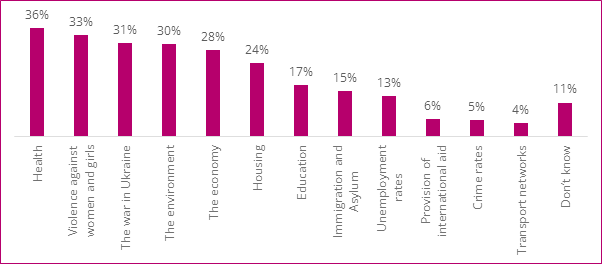 36%
33%
31%
30%
28%
24%
17%
15%
13%
6%
5%
4%
11%
Health
Violence against
women and girls
The war in Ukraine
The environment
The economy
Housing
Education
Immigration and
Asylum
Unemployment
rates
Provision of
international aid
Crime rates
Transport networks
Don't know